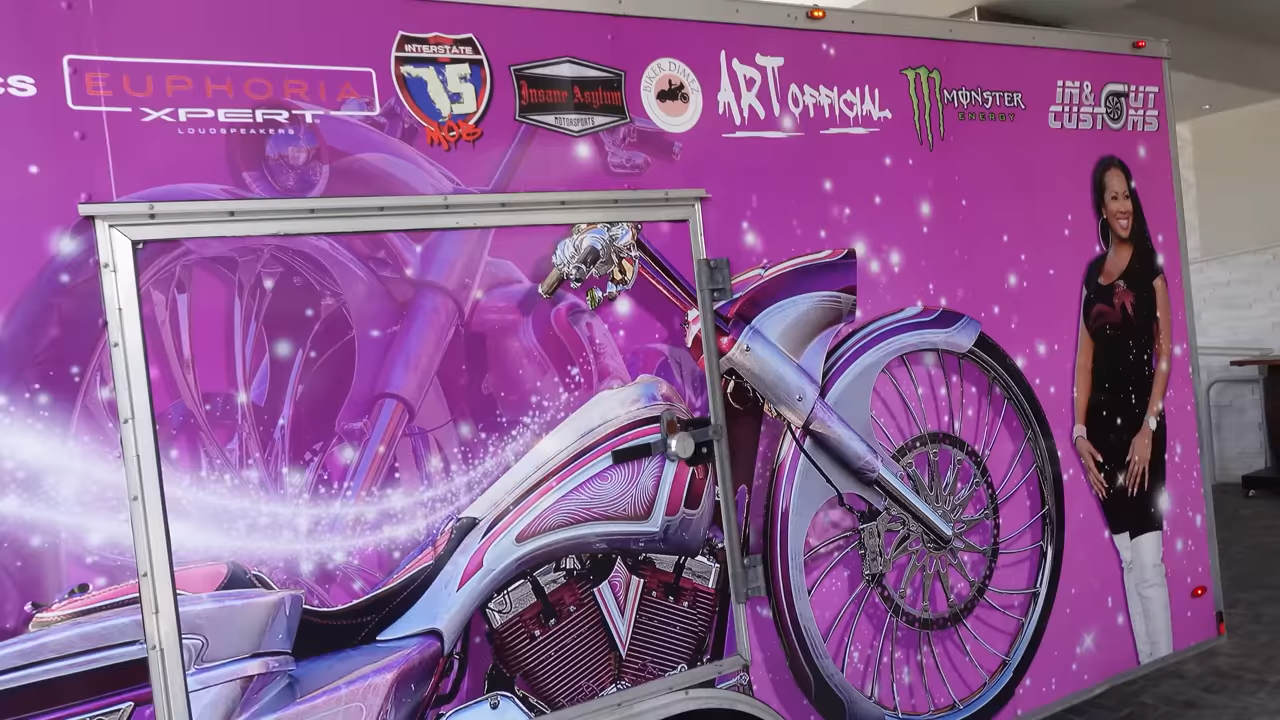 cs
EUPHORIA
XPERT
LOUDSPEAKERS
INTERSTATE
75
MOB
Insane Asylum
MOTORSPORTS
BIKER DIMEZ
ART OFFICIAL
MONSTER
ENERGY
IN & OUT
CUSTOMS